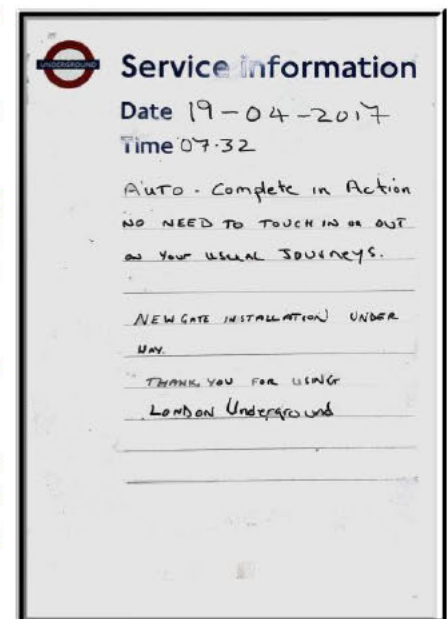 UNDERGROUND
Service information
Date 19-04-2017
Time 07.32
AUTO - Complete in Action
NO NEED TO TOUCH IN OR OUT
on Your USUAL JOURNEYS.
NEW GATE INSTALLATION UNDER
WAY.
THANK YOU FOR USING
LONDON Underground